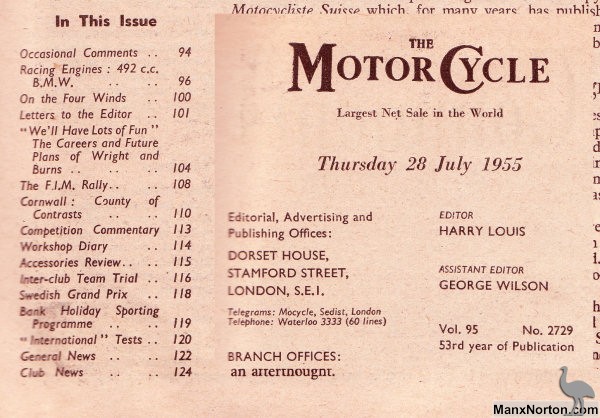 In This Issue
Occasional Comments .. 94
Racing Engines : 492 c.c.
B.M.W. .. .. 96
On the Four Winds .. 100
Letters to the Editor .. 101
"We'll Have Lots of Fun"
The Careers and Future
Plans of Wright and
Burns .. .. .. 104
The F.I.M. Rally.. .. 108
Cornwall : County of
Contrasts .. .. 110
Competition Commentary 113
Workshop Diary .. 114
Accessories Review.. .. 115
Inter-club Team Trial .. 116
Swedish Grand Prix .. 118
Bank Holiday Sporting
Programme .. .. 119
"International" Tests .. 120
General News .. .. 122
Club News .. .. 124
Motocycliste Suisse which, for many years, has publis
THE
MOTOR CYCLE
Largest Net Sale in the World
Thursday 28 July 1955
Editorial, Advertising and
Publishing Offices:
DORSET HOUSE,
STAMFORD STREET,
LONDON, S.E.1.
Telegrams: Mocycle, Sedist, London
Telephone: Waterloo 3333 (60 lines)
BRANCH OFFICES:
an afterthought.
EDITOR
HARRY LOUIS
ASSISTANT EDITOR
GEORGE WILSON
Vol. 95 No. 2729
53rd year of Publication
ManxNorton.com